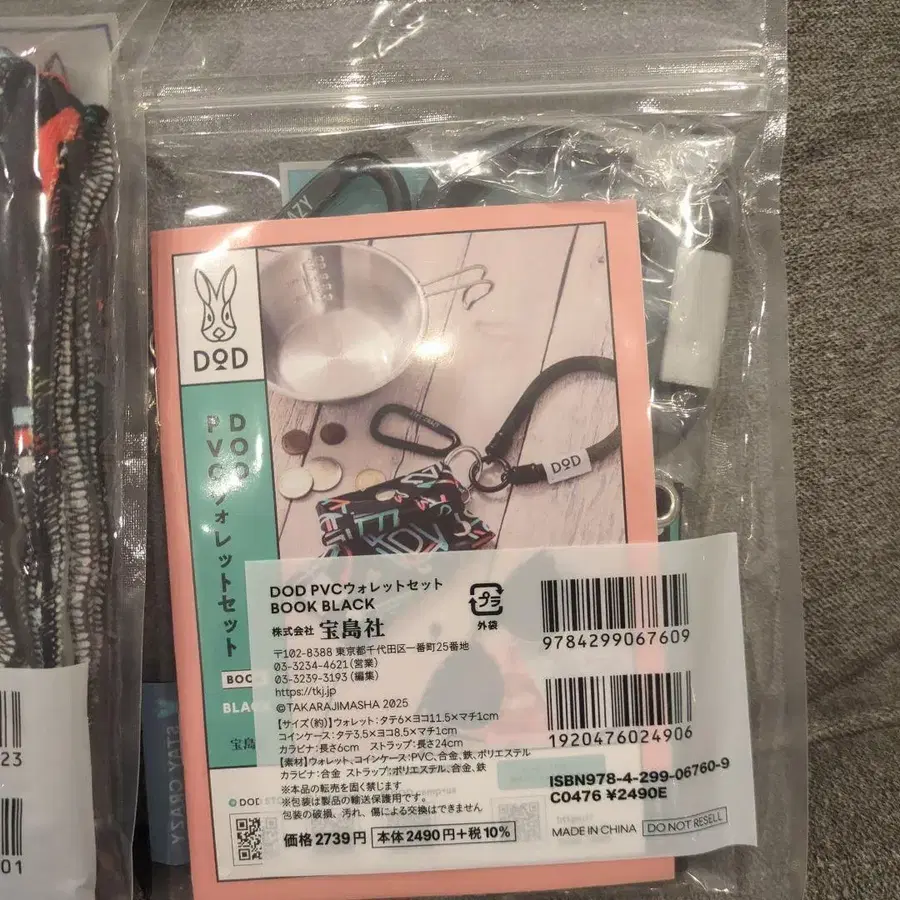 AZY
DOD
DOD
PVCウォレットセット
DOD
BOO
BLAC
宝島
DOD PVCウォレットセット
BOOK BLACK
株式会社 宝島社
〒102-8388 東京都千代田区一番町25番地
03-3234-4621(営業)
03-3239-3193(編集)
https://tkj.jp
©TAKARAJIMASHA 2025
【サイズ(約)】ウォレット:タテ6×ヨコ11.5×マチ1cm
コインケース:タテ3.5×ヨコ8.5×マチ1cm
カラビナ:長さ6cm ストラップ:長さ24cm
【素材】ウォレット、コインケース:PVC、合金、鉄、ポリエステル
カラビナ:合金 ストラップ:ポリエステル、合金、鉄
※本品の転売を固く禁じます
※包装は製品の輸送保護用です。
包装の破損、汚れ、傷による交換はできません
価格2739円 本体2490円+税10%
プラ
外袋
9784299067609
1920476024906
ISBN978-4-299-06760-9
C0476 ¥2490E
MADE IN CHINA DO NOT RESELL
DOD
STAY CRAZY
23
01